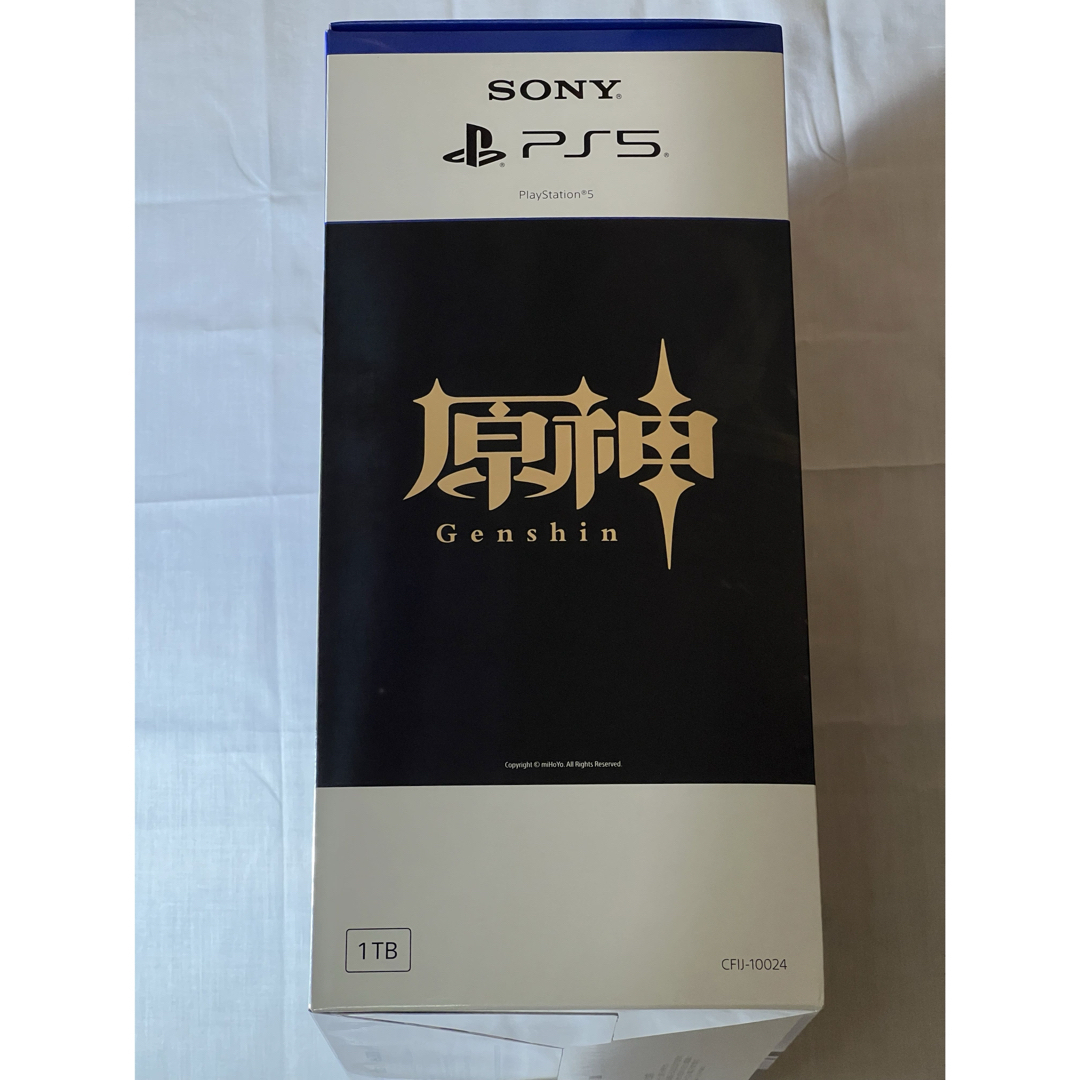 SONY®
PS5®
PlayStation®5
原神
Genshin
Copyright © miHoYo. All Rights Reserved.
1TB
CFIJ-10024